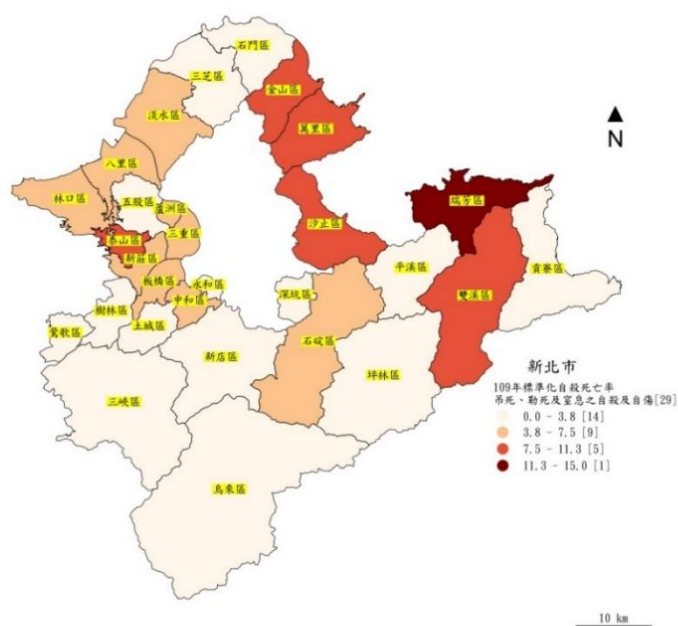 石門區
三芝區
金山區
淡水區
萬里區
N
八里區
林口區
五股區
蘆洲區
瑞芳區
三重區
汐止區
泰山區
新莊區
平溪區
貢寮區
板橋區
永和區
深坑區
雙溪區
中和區
樹林區
土城區
鶯歌區
石碇區
新店區
坪林區
三峽區
烏來區
新北市
109年標準化自殺死亡率
吊死、勒死及窒息之自殺及自傷[29]
0.0 - 3.8 [14]
3.8 - 7.5 [9]
7.5 - 11.3 [5]
11.3 - 15.0 [1]
10 km